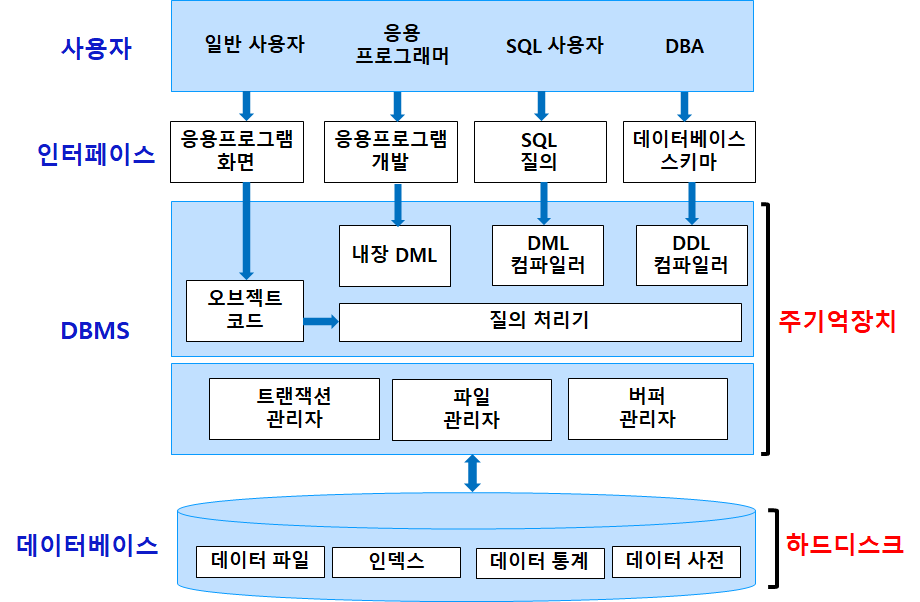 사용자
일반 사용자
응용
프로그래머
SQL 사용자
DBA
인터페이스
응용프로그램
화면
응용프로그램
개발
SQL
질의
데이터베이스
스키마
DBMS
내장 DML
DML
컴파일러
DDL
컴파일러
오브젝트
코드
질의 처리기
주기억장치
트랜잭션
관리자
파일
관리자
버퍼
관리자
데이터베이스
데이터 파일
인덱스
데이터 통계
데이터 사전
하드디스크